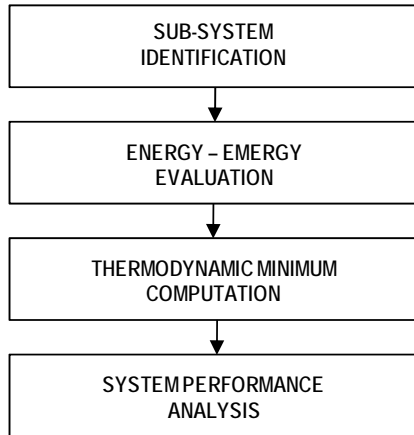 SUB-SYSTEM
IDENTIFICATION
ENERGY – EMERGY
EVALUATION
THERMODYNAMIC MINIMUM
COMPUTATION
SYSTEM PERFORMANCE
ANALYSIS